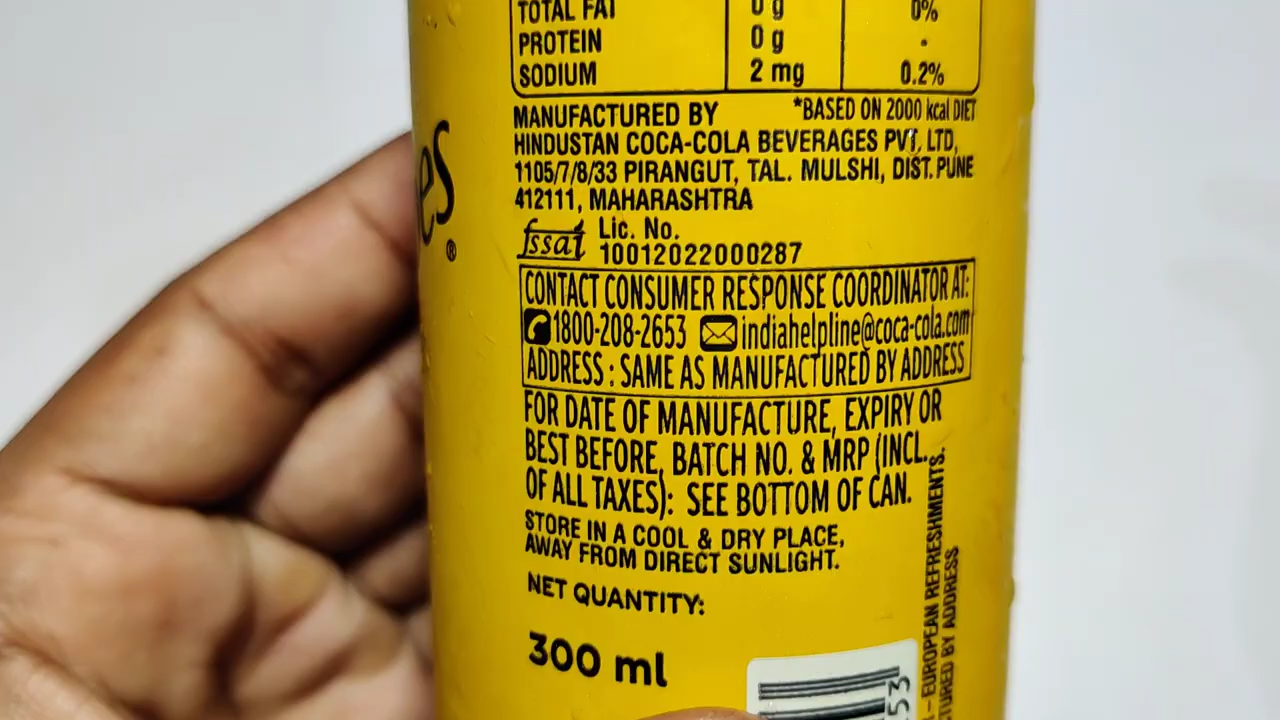 TOTAL FAT 0 g 0%
PROTEIN 0 g -
SODIUM 2 mg 0.2%
MANUFACTURED BY *BASED ON 2000 kcal DIET
HINDUSTAN COCA-COLA BEVERAGES PVT. LTD,
1105/7/8/33 PIRANGUT, TAL. MULSHI, DIST. PUNE
412111, MAHARASHTRA
fssai Lic. No.
10012022000287
CONTACT CONSUMER RESPONSE COORDINATOR AT:
1800-208-2653 indiahelpline@coca-cola.com
ADDRESS : SAME AS MANUFACTURED BY ADDRESS
FOR DATE OF MANUFACTURE, EXPIRY OR
BEST BEFORE, BATCH NO. & MRP (INCL.
OF ALL TAXES): SEE BOTTOM OF CAN.
STORE IN A COOL & DRY PLACE,
AWAY FROM DIRECT SUNLIGHT.
NET QUANTITY:
300 ml
- EUROPEAN REFRESHMENTS.
BY ADDRESS
53
es®